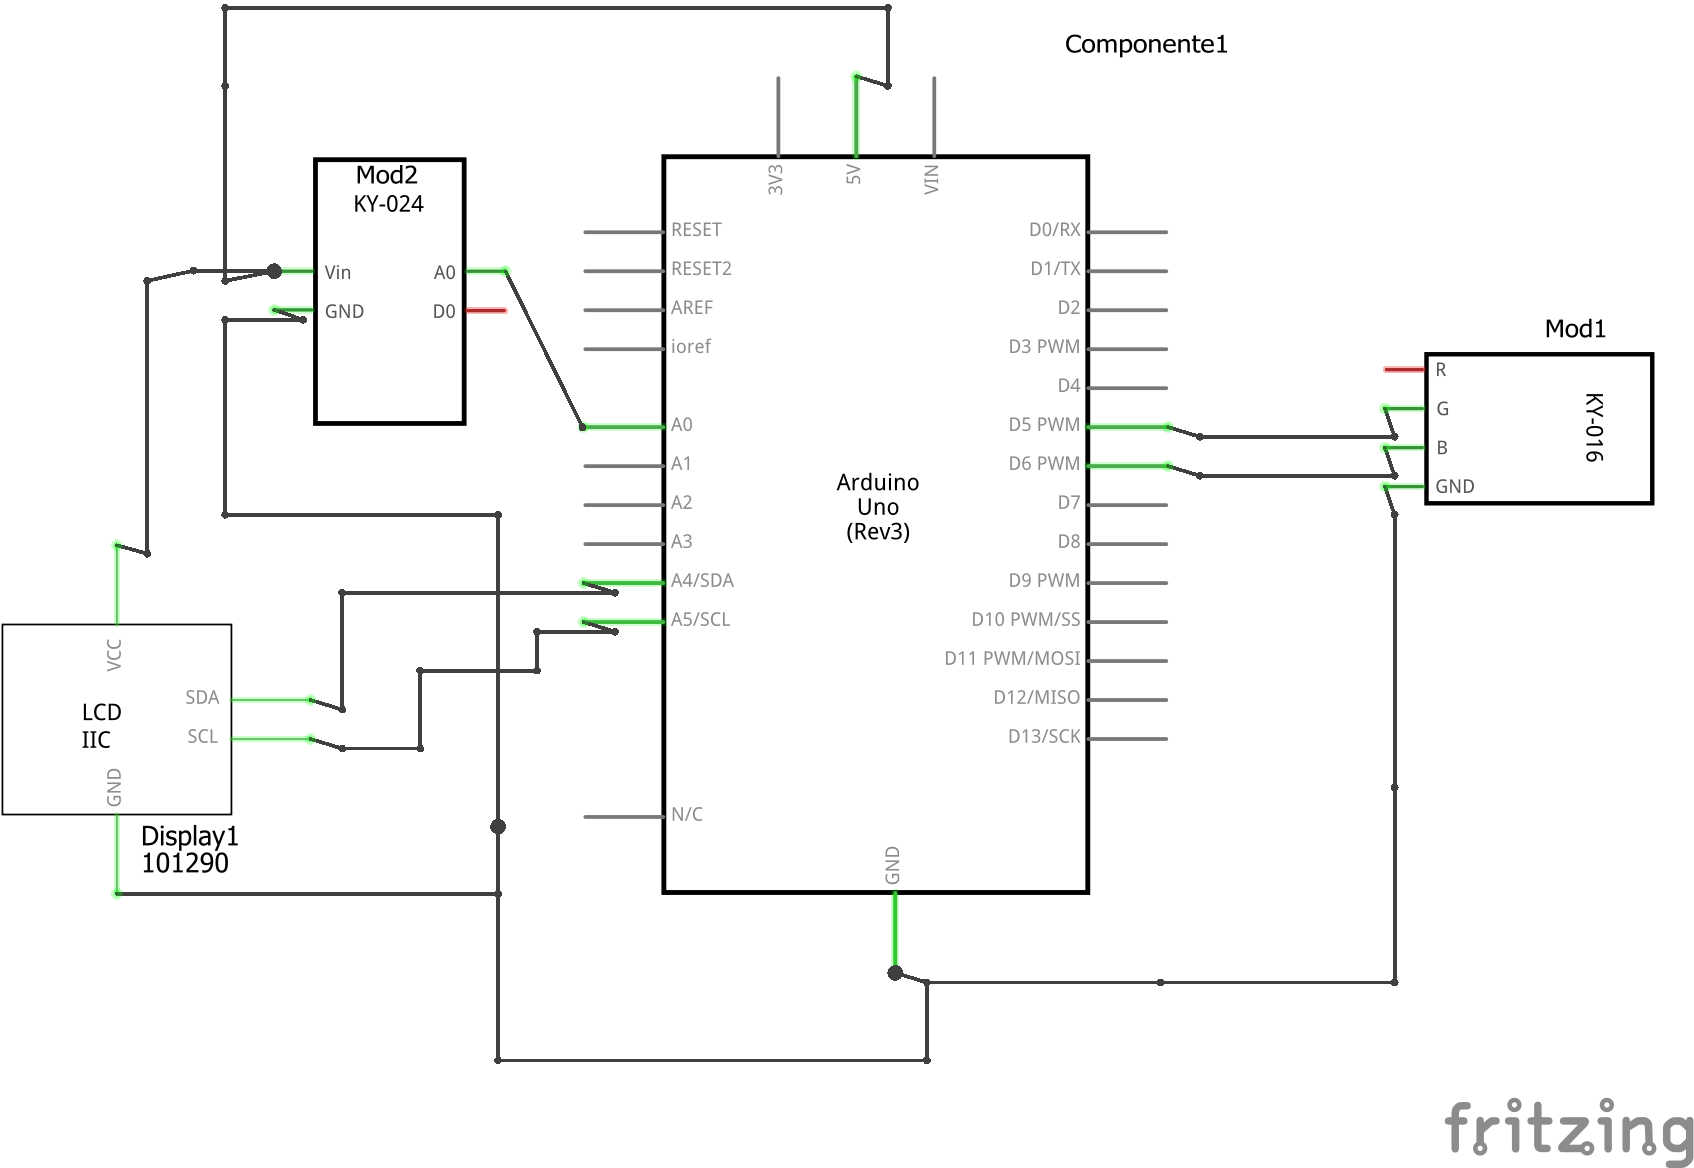 Componente1
3V3
5V
VIN
Mod2
KY-024
Vin
GND
A0
D0
RESET
RESET2
AREF
ioref
A0
A1
A2
A3
A4/SDA
A5/SCL
N/C
Arduino
Uno
(Rev3)
D0/RX
D1/TX
D2
D3 PWM
D4
D5 PWM
D6 PWM
D7
D8
D9 PWM
D10 PWM/SS
D11 PWM/MOSI
D12/MISO
D13/SCK
GND
Mod1
R
G
B
GND
KY-016
VCC
SDA
SCL
LCD
IIC
GND
Display1
101290
fritzing